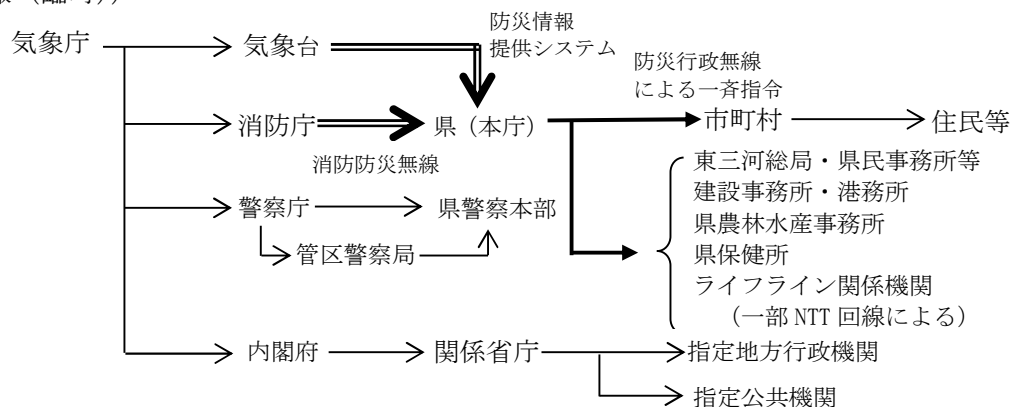 報（臨時））
防災情報
提供システム
気象庁
気象台
防災行政無線
による一斉指令
消防庁
県（本庁）
市町村
住民等
消防防災無線
東三河総局・県民事務所等
建設事務所・港務所
県農林水産事務所
県保健所
ライフライン関係機関
（一部 NTT 回線による）
警察庁
県警察本部
管区警察局
内閣府
関係省庁
指定地方行政機関
指定公共機関